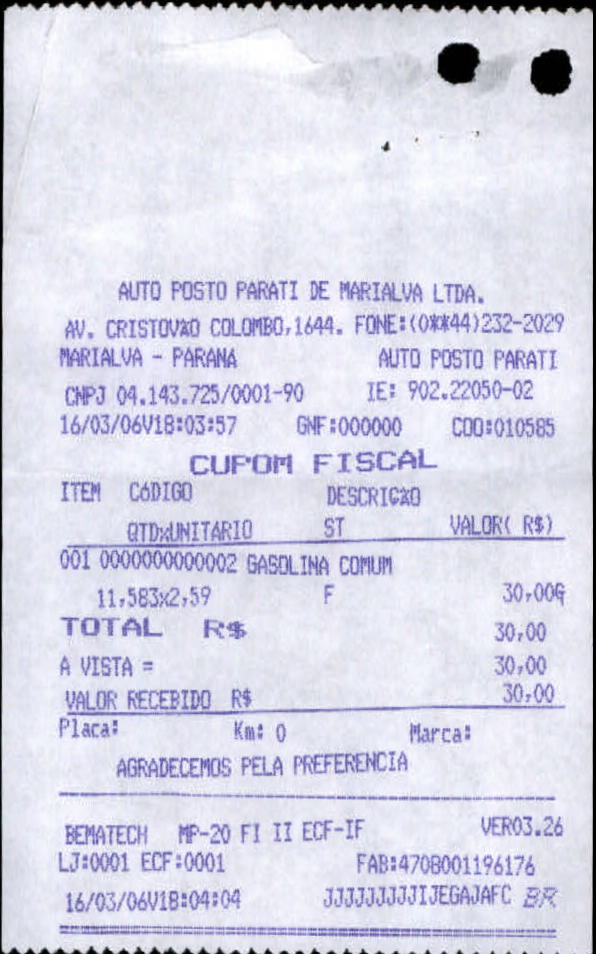 AUTO POSTO PARATI DE MARIALVA LTDA.
AV. CRISTOVÃO COLOMBO,1644. FONE:(0**44)232-2029
MARIALVA - PARANÁ AUTO POSTO PARATI
CNPJ 04.143.725/0001-90 IE: 902.22050-02
16/03/06V18:03:57 GNF:000000 COO:010585
CUPOM FISCAL
ITEM CóDIGO DESCRIÇÃO
QTDxUNITÁRIO ST VALOR( R$)
001 0000000000002 GASOLINA COMUM
11,583x2,59 F 30,00G
TOTAL R$ 30,00
A VISTA = 30,00
VALOR RECEBIDO R$ 30,00
Placa: Km: 0 Marca:
AGRADECEMOS PELA PREFERENCIA
BEMATECH MP-20 FI II ECF-IF VER03.26
LJ:0001 ECF:0001 FAB:4708001196176
16/03/06V18:04:04 JJJJJJJJJIJEGAJAFC BR